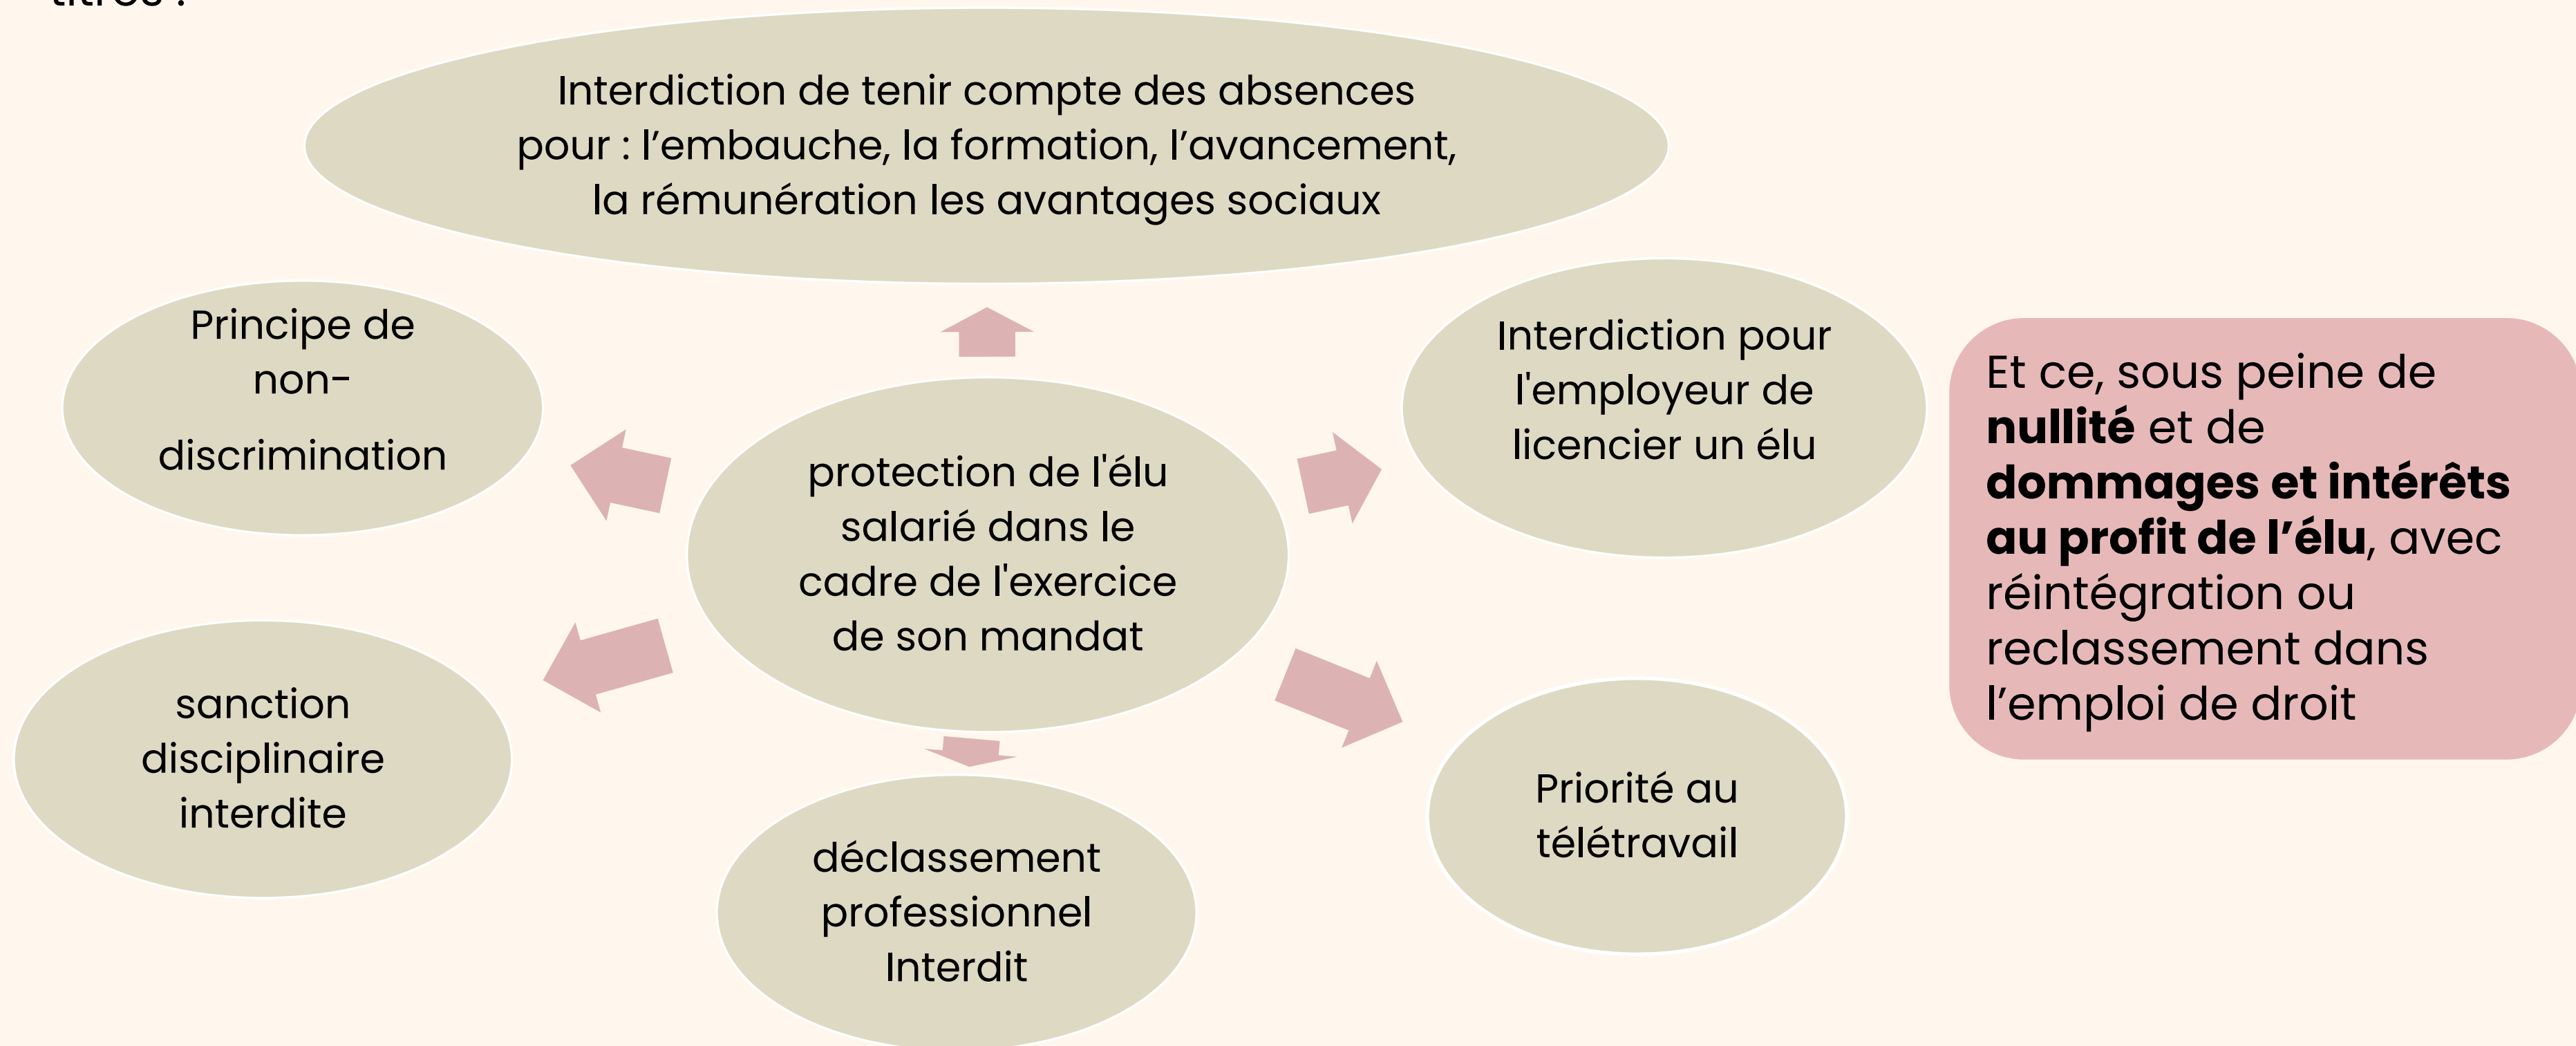 titres :
Interdiction de tenir compte des absences
pour : l’embauche, la formation, l’avancement,
la rémunération les avantages sociaux
Principe de
non-
discrimination
Interdiction pour
l'employeur de
licencier un élu
Et ce, sous peine de
nullité et de
dommages et intérêts
au profit de l’élu, avec
réintégration ou
reclassement dans
l’emploi de droit
protection de l'élu
salarié dans le
cadre de l'exercice
de son mandat
sanction
disciplinaire
interdite
déclassement
professionnel
Interdit
Priorité au
télétravail